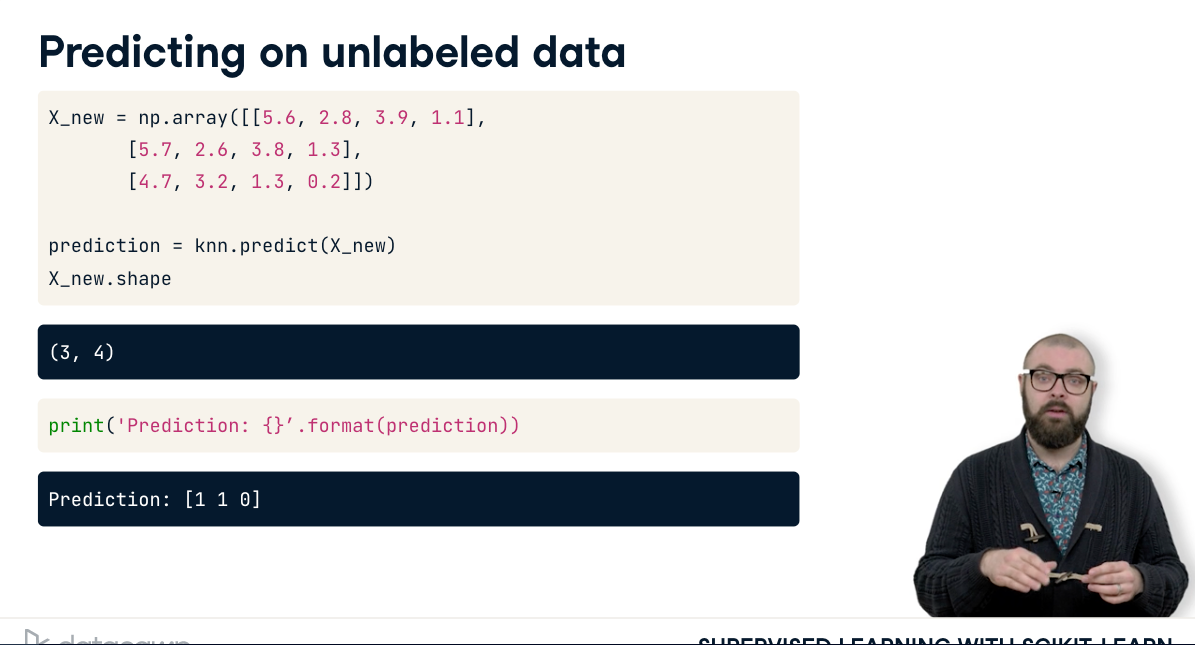 Predicting on unlabeled data
X_new = np.array([[5.6, 2.8, 3.9, 1.1],
[5.7, 2.6, 3.8, 1.3],
[4.7, 3.2, 1.3, 0.2]])
prediction = knn.predict(X_new)
X_new.shape
(3, 4)
print('Prediction: {}’.format(prediction))
Prediction: [1 1 0]
datacamp
SUPERVISED LEARNING WITH SCIKIT-LEARN